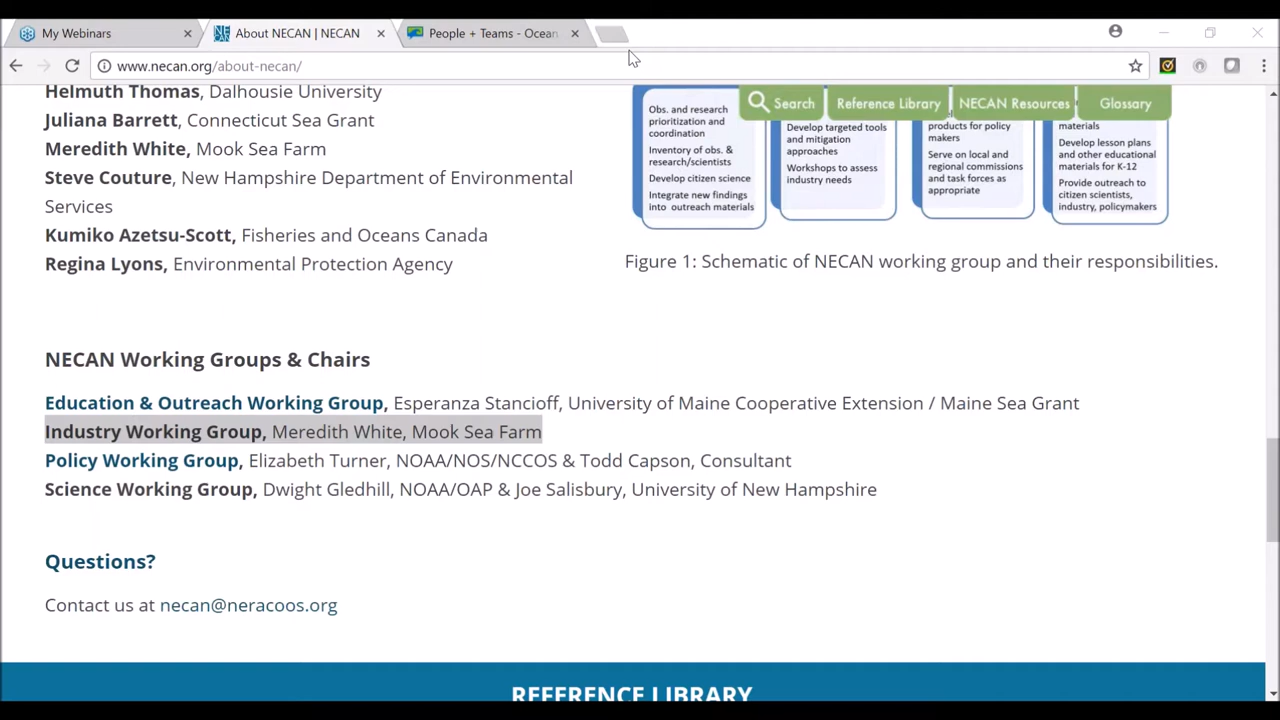 My Webinars
About NECAN | NECAN
People + Teams - Ocean
www.necan.org/about-necan/
Helmuth Thomas, Dalhousie University
Juliana Barrett, Connecticut Sea Grant
Meredith White, Mook Sea Farm
Steve Couture, New Hampshire Department of Environmental
Services
Kumiko Azetsu-Scott, Fisheries and Oceans Canada
Regina Lyons, Environmental Protection Agency
Search
Reference Library
NECAN Resources
Glossary
Obs. and research
prioritization and
coordination
Inventory of obs. &
research/scientists
Develop citizen science
Integrate new findings
into outreach materials
Develop targeted tools
and mitigation
approaches
Workshops to assess
industry needs
products for policy
makers
Serve on local and
regional commissions
and task forces as
appropriate
materials
Develop lesson plans
and other educational
materials for K-12
Provide outreach to
citizen scientists,
industry, policymakers
Figure 1: Schematic of NECAN working group and their responsibilities.
NECAN Working Groups & Chairs
Education & Outreach Working Group, Esperanza Stancioff, University of Maine Cooperative Extension / Maine Sea Grant
Industry Working Group, Meredith White, Mook Sea Farm
Policy Working Group, Elizabeth Turner, NOAA/NOS/NCCOS & Todd Capson, Consultant
Science Working Group, Dwight Gledhill, NOAA/OAP & Joe Salisbury, University of New Hampshire
Questions?
Contact us at necan@neracoos.org
REFERENCE LIBRARY